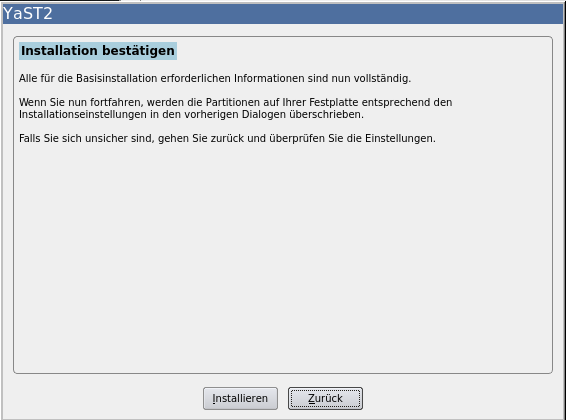 YaST2
Installation bestätigen
Alle für die Basisinstallation erforderlichen Informationen sind nun vollständig.
Wenn Sie nun fortfahren, werden die Partitionen auf Ihrer Festplatte entsprechend den
Installationseinstellungen in den vorherigen Dialogen überschrieben.
Falls Sie sich unsicher sind, gehen Sie zurück und überprüfen Sie die Einstellungen.
Installieren Zurück